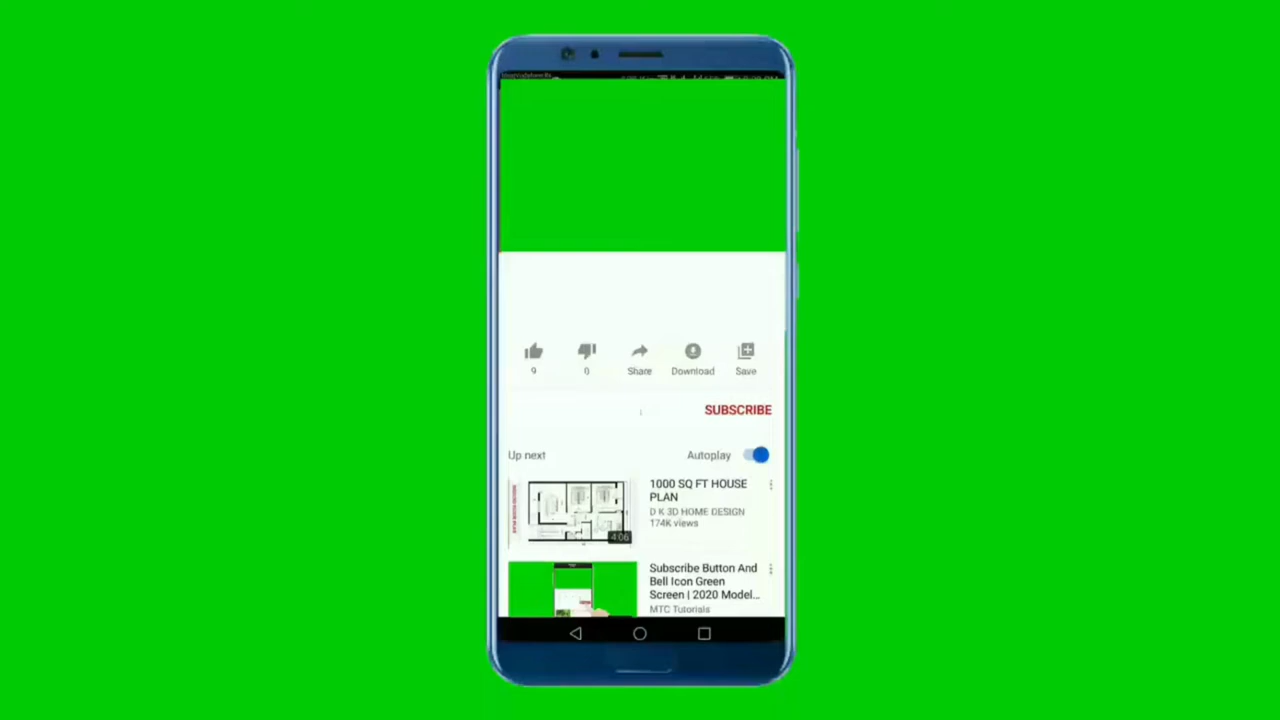 9
0
Share
Download
Save
SUBSCRIBE
Up next
Autoplay
1000 SQ FT HOUSE
PLAN
D K 3D HOME DESIGN
174K views
4:06
Subscribe Button And
Bell Icon Green
Screen | 2020 Model...
MTC Tutorials